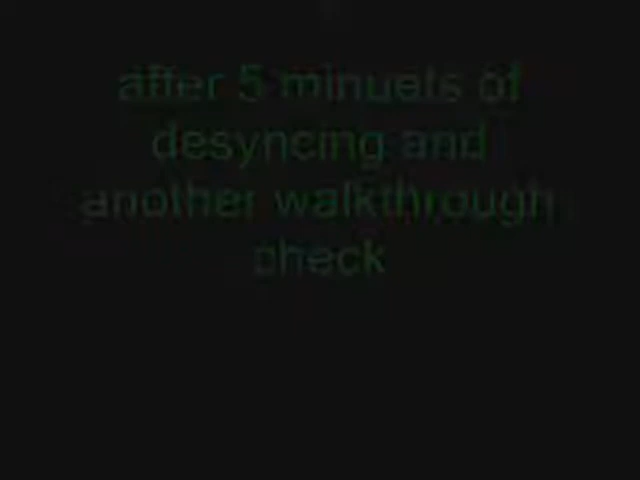 after 5 minuets of
desyncing and
another walkthrough
check